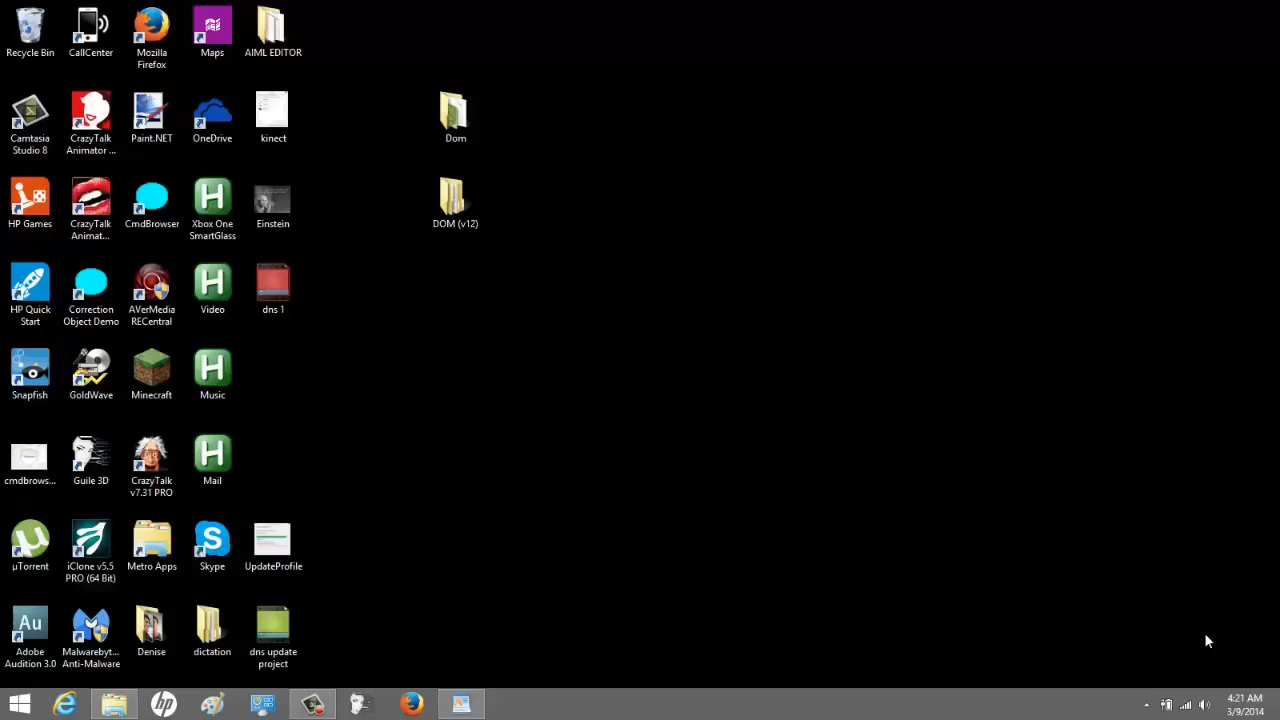 Recycle Bin
CallCenter
Mozilla
Firefox
Maps
AIML EDITOR
Camtasia
Studio 8
CrazyTalk
Animator ...
Paint.NET
OneDrive
kinect
Dom
HP Games
CrazyTalk
Animat...
CmdBrowser
Xbox One
SmartGlass
Einstein
DOM (v12)
HP Quick
Start
Correction
Object Demo
AVerMedia
RECentral
Video
dns 1
Snapfish
GoldWave
Minecraft
Music
cmdbrows...
Guile 3D
CrazyTalk
v7.31 PRO
Mail
µTorrent
iClone v5.5
PRO (64 Bit)
Metro Apps
Skype
UpdateProfile
Au
Adobe
Audition 3.0
Malwarebyt...
Anti-Malware
Denise
dictation
dns update
project
hp
4:21 AM
3/9/2014